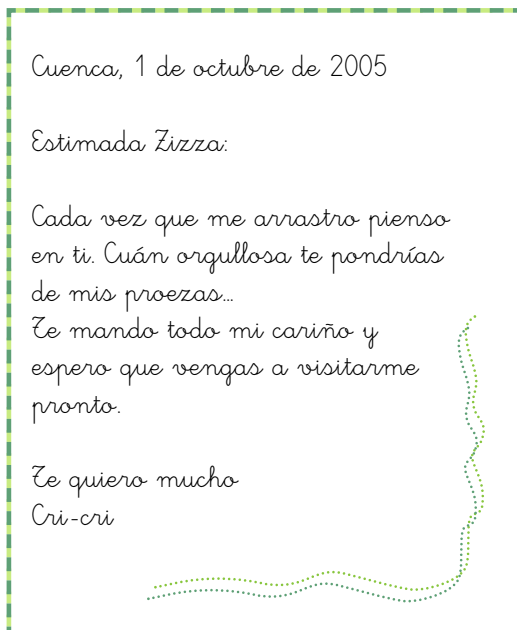 Cuenca, 1 de octubre de 2005
Estimada Zizza:
Cada vez que me arrastro pienso
en ti. Cuán orgullosa te pondrías
de mis proezas...
Te mando todo mi cariño y
espero que vengas a visitarme
pronto.
Te quiero mucho
Cri-cri